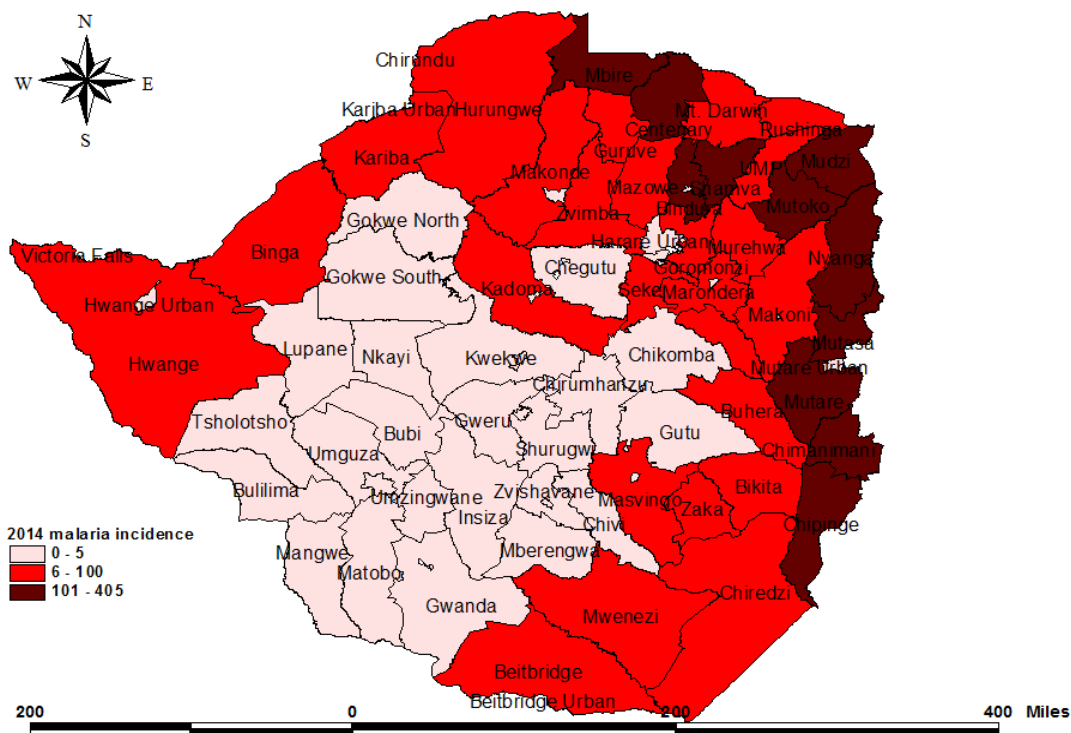 N
W E
S
Chirundu
Mbire
Kariba Urban
Hurungwe
Mt. Darwin
Centenary
Rushinga
Guruve
Kariba
Makonde
UMP
Mudzi
Mazowe
Shamva
Bindura
Mutoko
Zvimba
Gokwe North
Harare Urban
Murehwa
Victoria Falls
Binga
Nyanga
Chegutu
Goromonzi
Gokwe South
Kadoma
Seke
Marondera
Hwange Urban
Makoni
Mutasa
Lupane
Nkayi
Kwekwe
Chikomba
Hwange
Mutare Urban
Chirumhanzu
Mutare
Buhera
Tsholotsho
Gweru
Bubi
Gutu
Umguza
Shurugwi
Chimanimani
Bulilima
Umzingwane
Zvishavane
Masvingo
Bikita
Zaka
Insiza
Chivi
Chipinge
2014 malaria incidence
0 - 5
6 - 100
101 - 405
Mangwe
Mberengwa
Matobo
Gwanda
Chiredzi
Mwenezi
Beitbridge
Beitbridge Urban
200 0 200 400 Miles